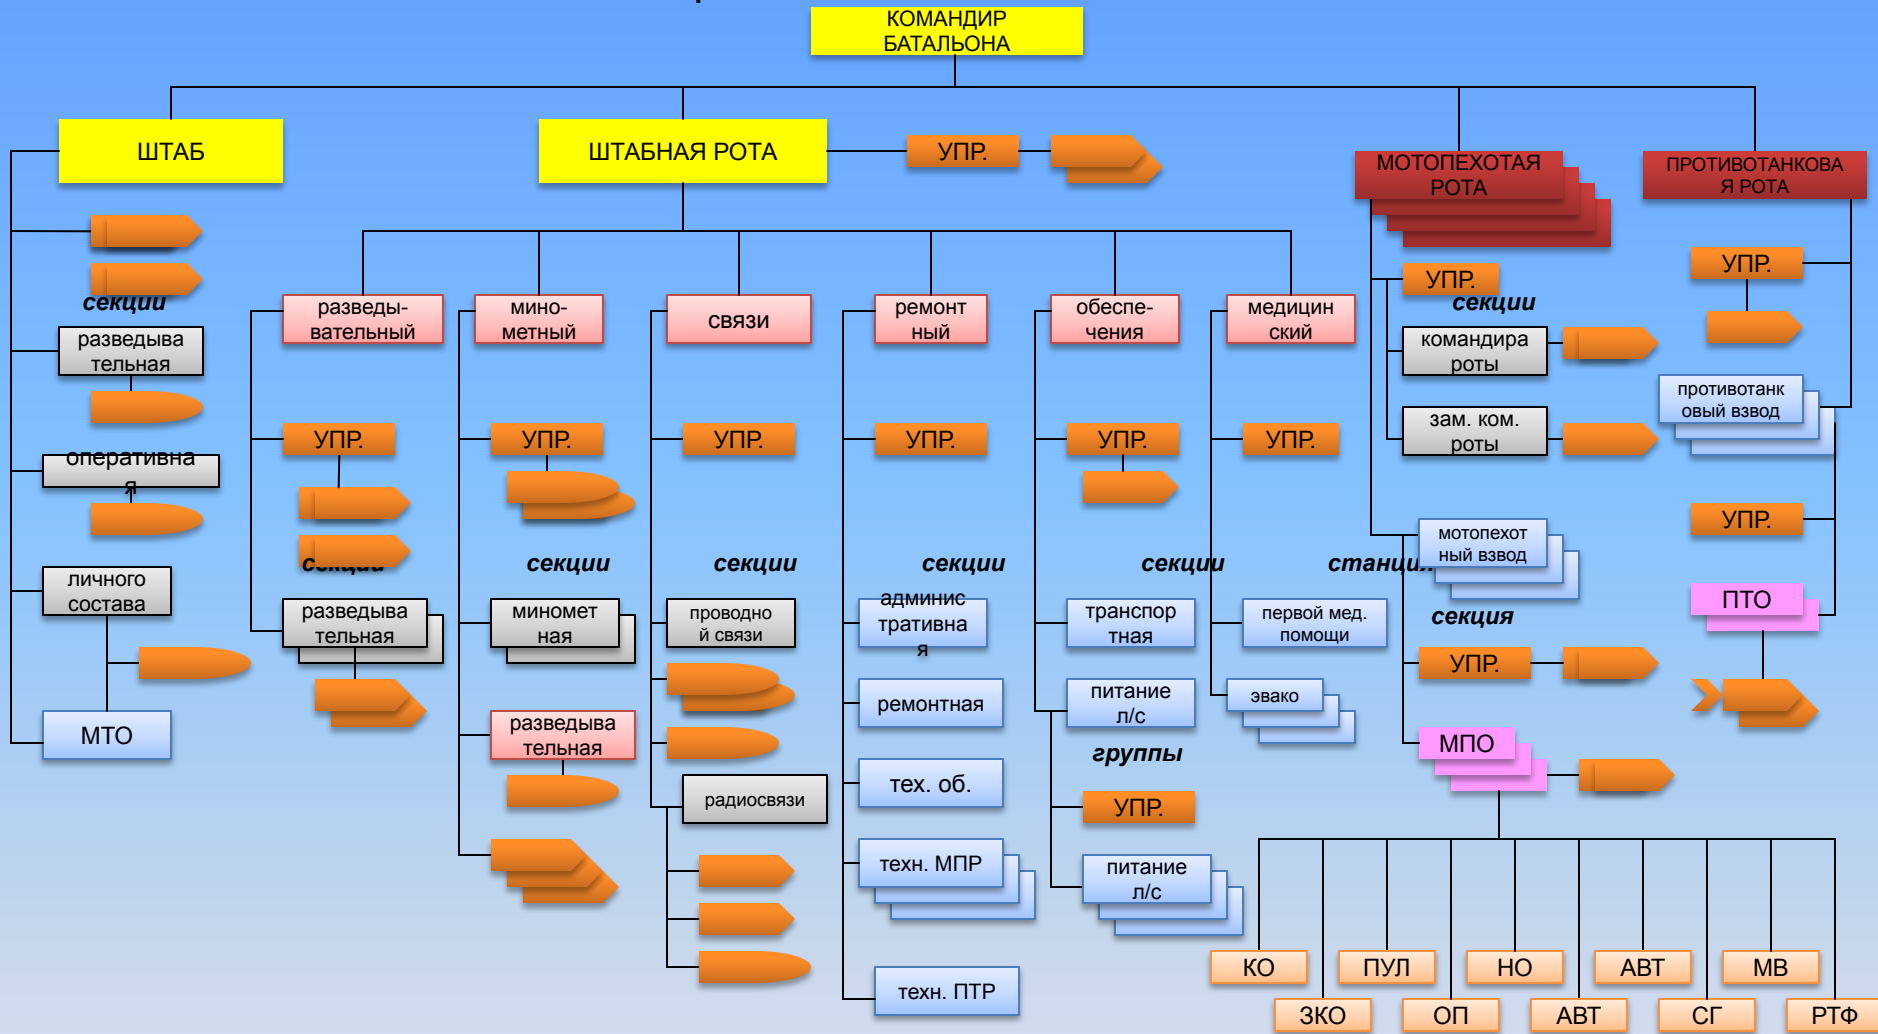 КОМАНДИР
БАТАЛЬОНА
ШТАБ
ШТАБНАЯ РОТА
УПР.
МОТОПЕХОТАЯ
РОТА
ПРОТИВОТАНКОВА
Я РОТА
секции
разведыва
тельная
оперативна
я
личного
состава
МТО
разведы-
вательный
УПР.
секции
разведыва
тельная
мино-
метный
УПР.
секции
миномет
ная
разведыва
тельная
связи
УПР.
секции
проводно
й связи
радиосвязи
ремонт
ный
УПР.
секции
админис
тративна
я
ремонтная
тех. об.
техн. МПР
техн. ПТР
обеспе-
чения
УПР.
секции
транспор
тная
питание
л/с
группы
УПР.
питание
л/с
медицин
ский
УПР.
станция
первой мед.
помощи
эвако
УПР.
секции
командира
роты
зам. ком.
роты
мотопехот
ный взвод
секция
УПР.
МПО
КО
ПУЛ
НО
АВТ
МВ
ЗКО
ОП
АВТ
СГ
РТФ
УПР.
противотанк
овый взвод
УПР.
ПТО